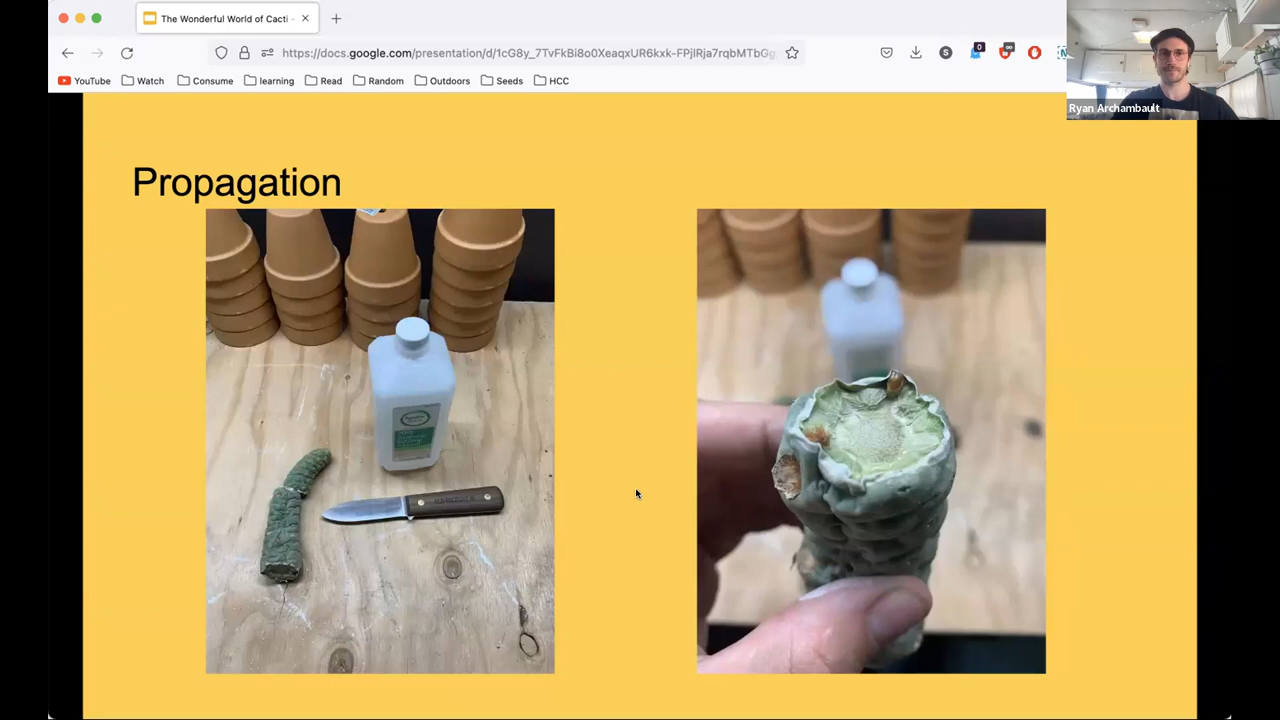 The Wonderful World of Cacti -
https://docs.google.com/presentation/d/1cG8y_7TvFkBi8o0XeaqxUR6kxk-FPjlRja7rqbMTbGg
S
0
∞
YouTube
Watch
Consume
learning
Read
Random
Outdoors
Seeds
HCC
Ryan Archambault
Propagation